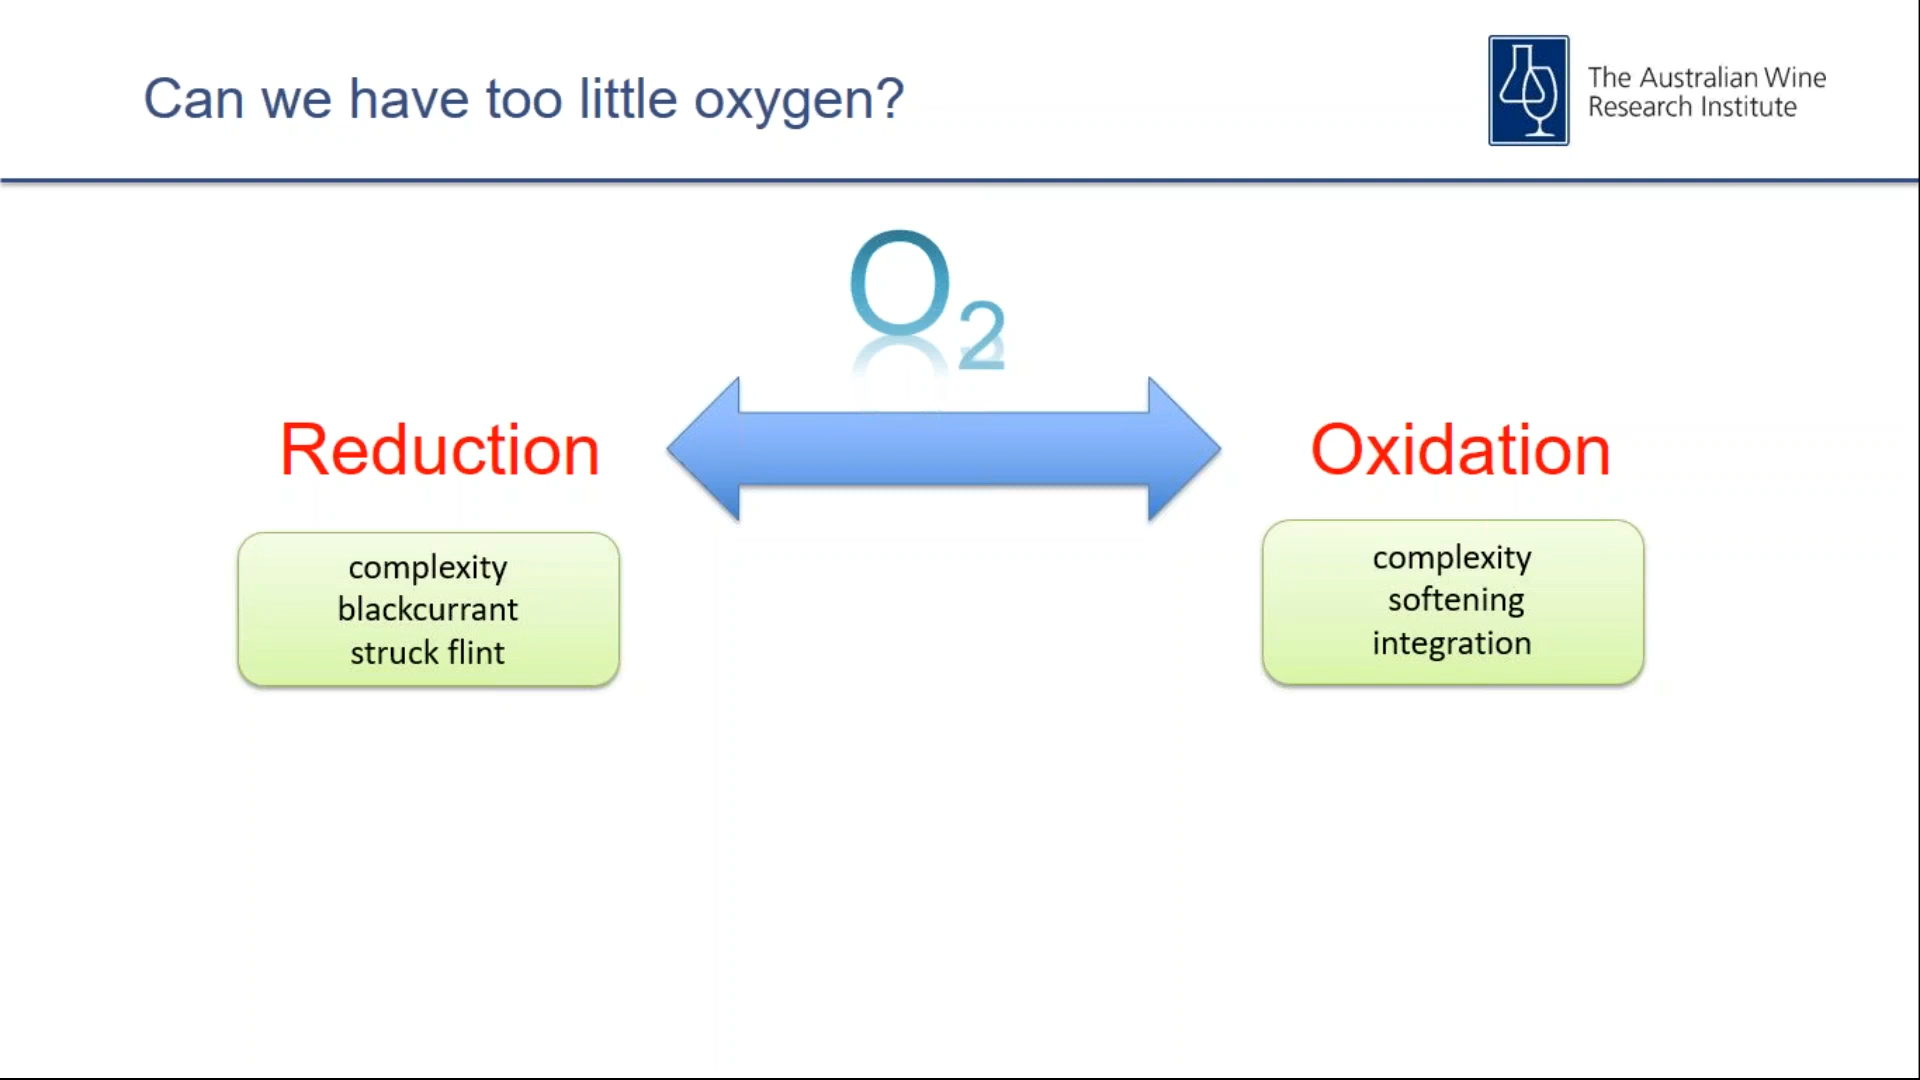 Can we have too little oxygen?
The Australian Wine
Research Institute
O2
Reduction
Oxidation
complexity
blackcurrant
struck flint
complexity
softening
integration